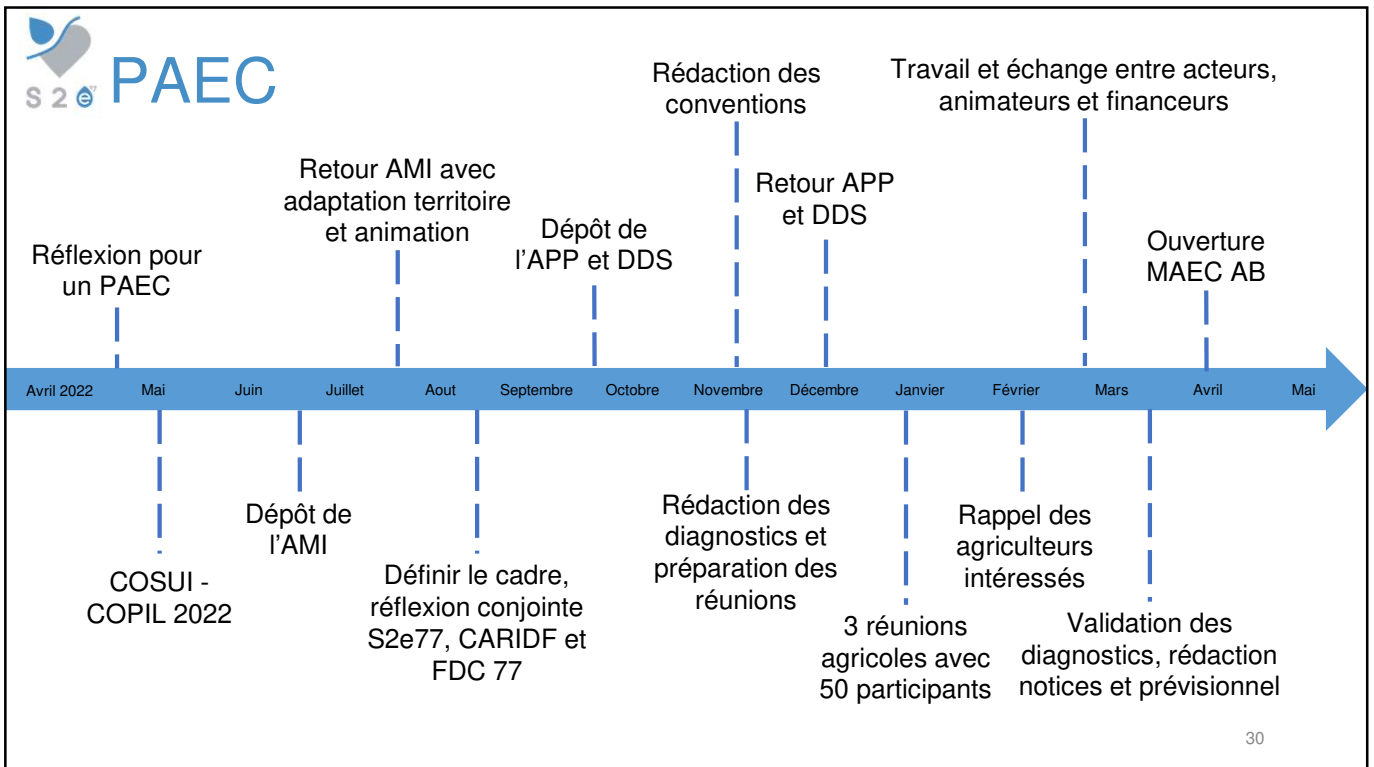 S2e77
PAEC
Rédaction des
conventions
Travail et échange entre acteurs,
animateurs et financeurs
Retour AMI avec
adaptation territoire
et animation
Retour APP
et DDS
Dépôt de
l'APP et DDS
Réflexion pour
un PAEC
Ouverture
MAEC AB
Avril 2022 Mai Juin Juillet Aout Septembre Octobre Novembre Décembre Janvier Février Mars Avril Mai
COSUI -
COPIL 2022
Dépôt de
l'AMI
Définir le cadre,
réflexion conjointe
S2e77, CARIDF et
FDC 77
Rédaction des
diagnostics et
préparation des
réunions
3 réunions
agricoles avec
50 participants
Rappel des
agriculteurs
intéressés
Validation des
diagnostics, rédaction
notices et prévisionnel
30